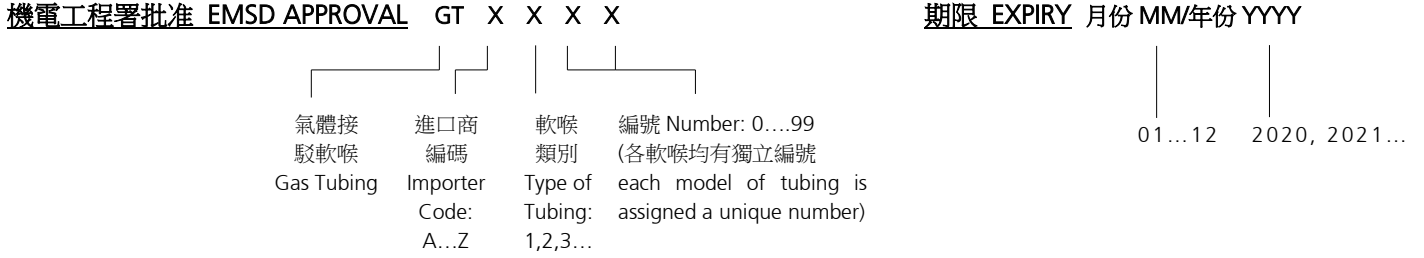 機電工程署批准 EMSD APPROVAL GT X X X X 期限 EXPIRY 月份 MM/年份 YYYY
氣體接駁軟喉
Gas Tubing
進口商
編碼
Importer
Code:
A…Z
軟喉
類別
Type of
Tubing:
1,2,3…
編號 Number: 0….99
(各軟喉均有獨立編號
each model of tubing is
assigned a unique number)
01…12 2020, 2021…